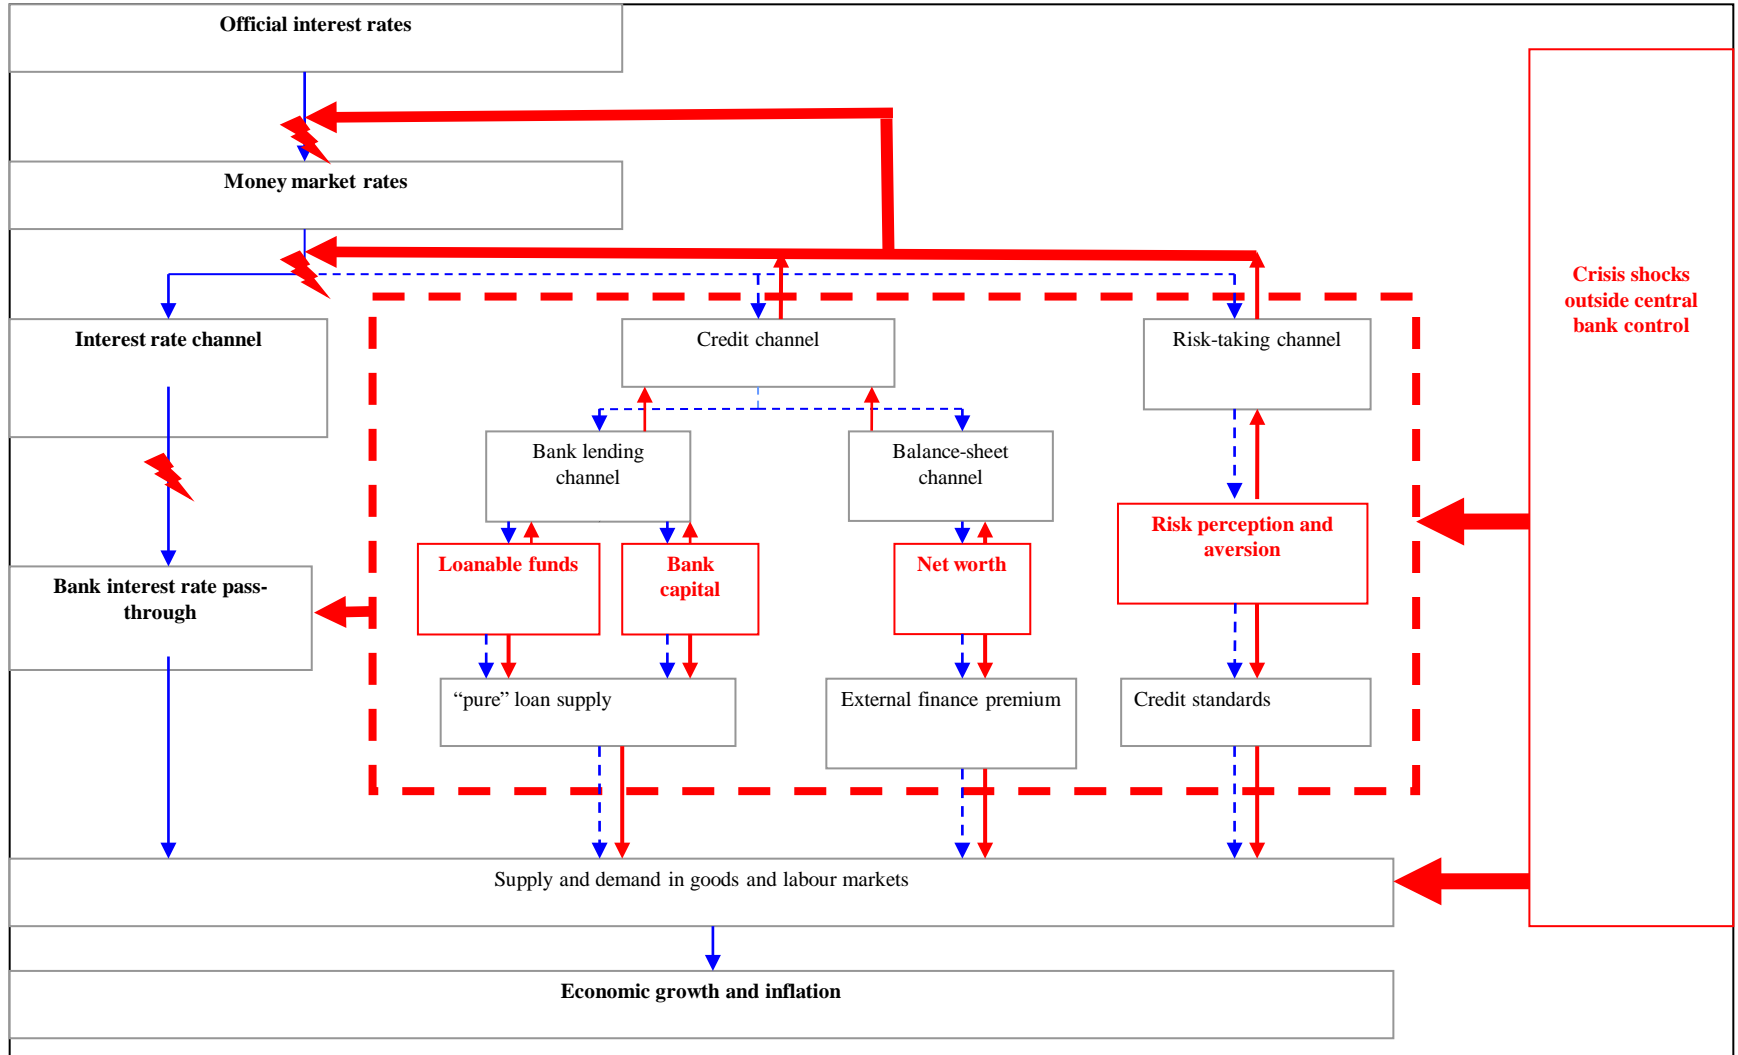 Official interest rates
Money market rates
Crisis shocks
outside central
bank control
Interest rate channel
Credit channel
Risk-taking channel
Bank lending
channel
Balance-sheet
channel
Risk perception and
aversion
Loanable funds
Bank
capital
Net worth
Bank interest rate pass-
through
“pure” loan supply
External finance premium
Credit standards
Supply and demand in goods and labour markets
Economic growth and inflation